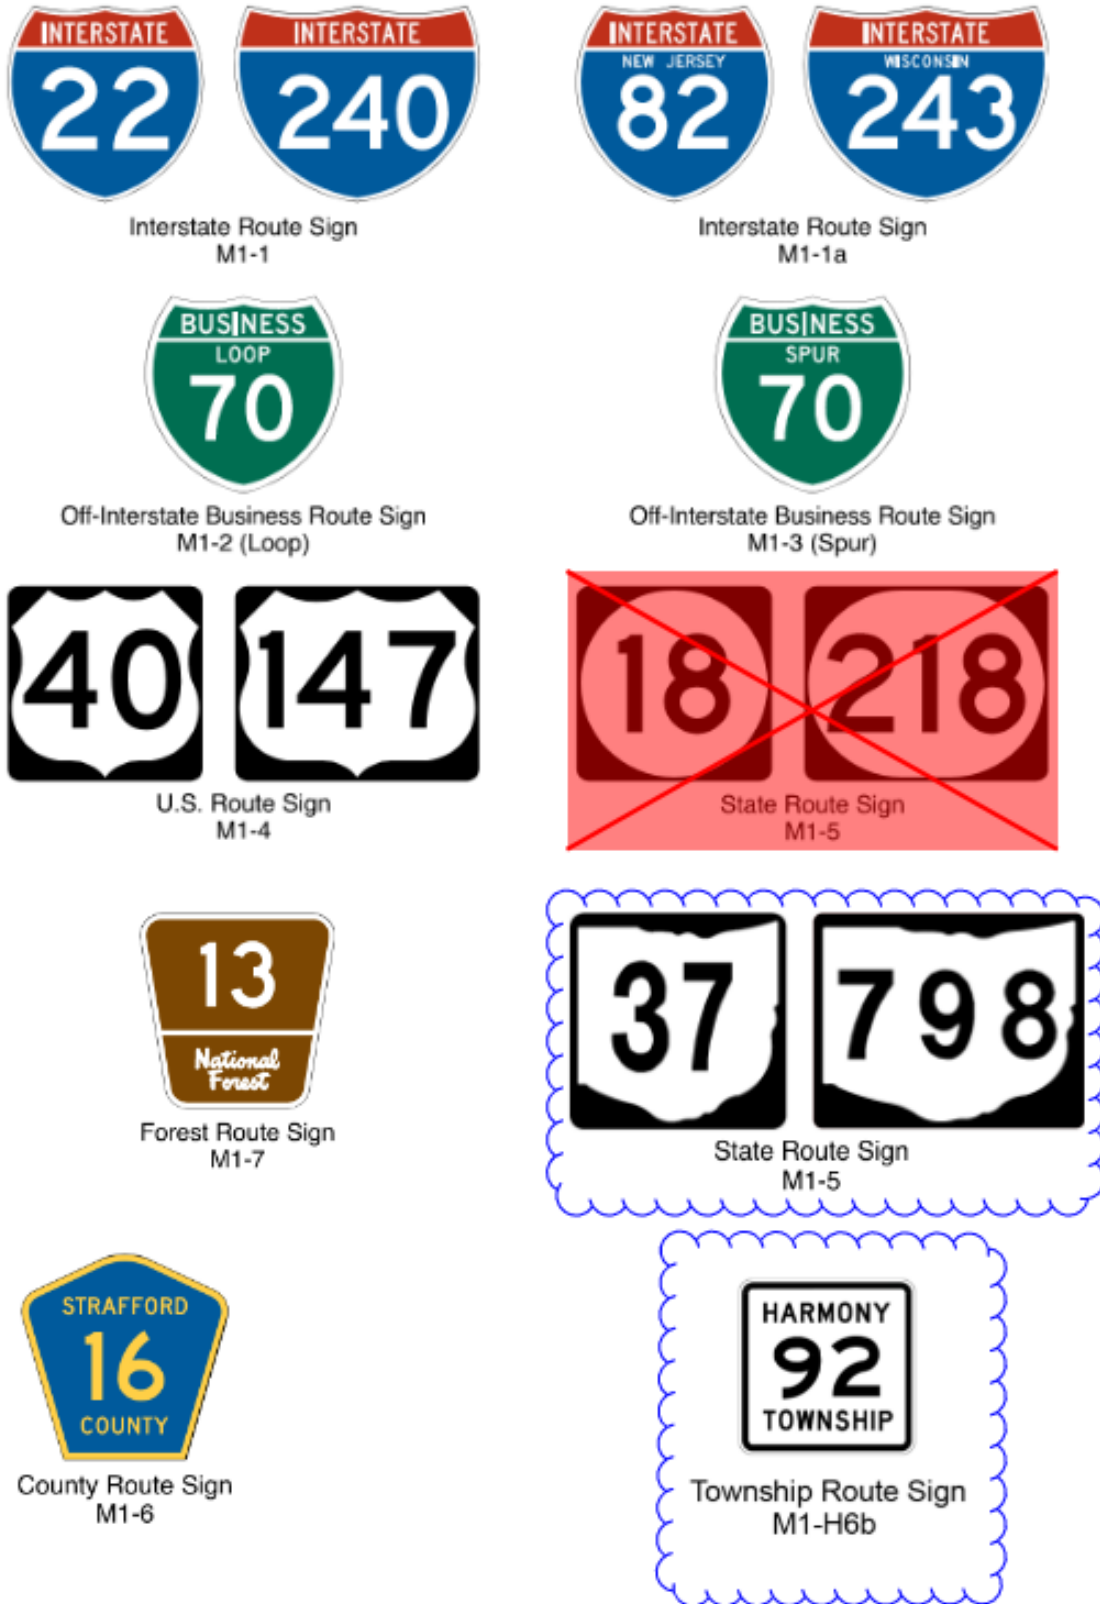 INTERSTATE
22
INTERSTATE
240
Interstate Route Sign
M1-1
INTERSTATE
NEW JERSEY
82
INTERSTATE
WISCONSIN
243
Interstate Route Sign
M1-1a
BUSINESS
LOOP
70
Off-Interstate Business Route Sign
M1-2 (Loop)
BUSINESS
SPUR
70
Off-Interstate Business Route Sign
M1-3 (Spur)
40
147
U.S. Route Sign
M1-4
18
218
State Route Sign
M1-5
13
National
Forest
Forest Route Sign
M1-7
37
798
State Route Sign
M1-5
STRAFFORD
16
COUNTY
County Route Sign
M1-6
HARMONY
92
TOWNSHIP
Township Route Sign
M1-H6b